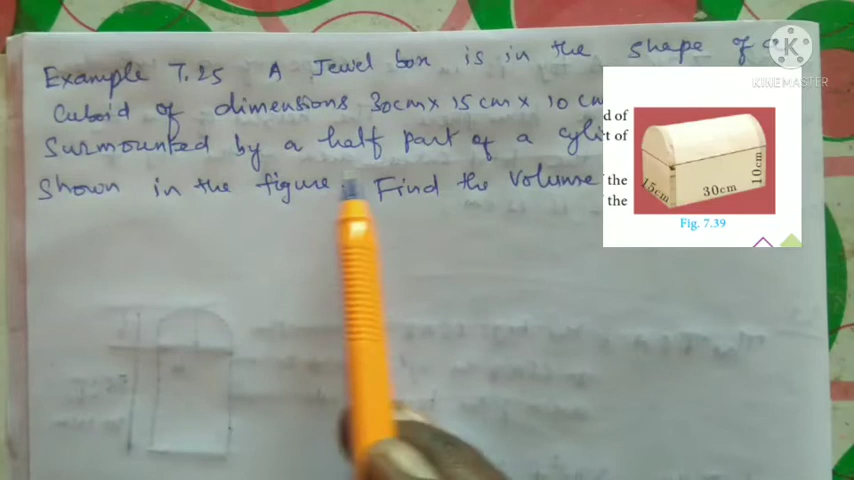 Example 7.25 A Jewel box is in the shape of a
Cuboid of dimensions 30cm x 15cm x 10 cm
Surmounted by a half part of a cyli
Shown in the figure. Find the volume
d of
t of
the
the
15cm
30cm
10cm
Fig. 7.39
K
KINEMASTER